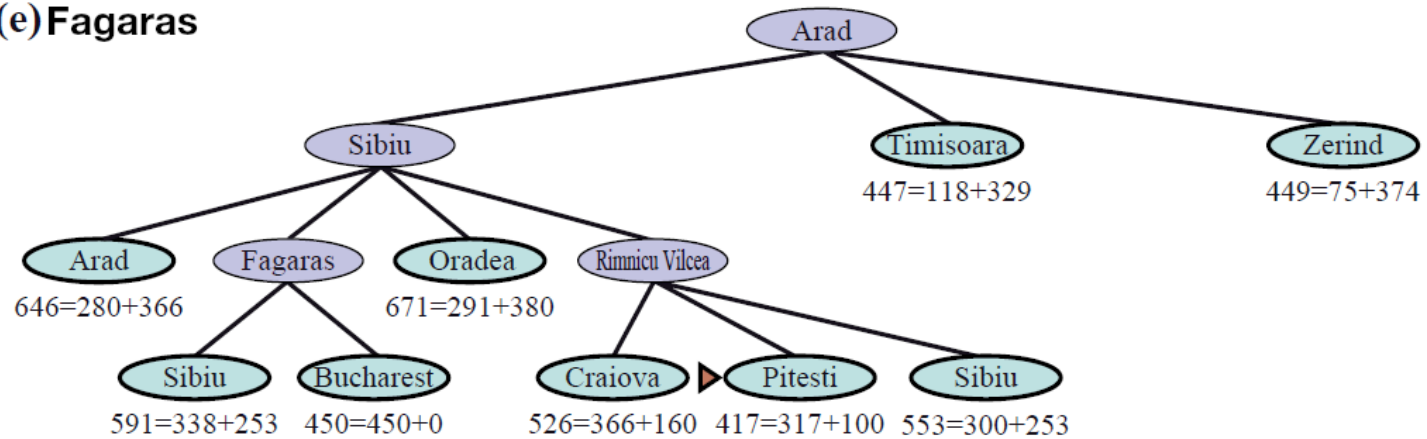 (e) Fagaras
Arad
Sibiu
Timisoara
Zerind
447=118+329
449=75+374
Arad
Fagaras
Oradea
Rimnicu Vilcea
646=280+366
671=291+380
Sibiu
Bucharest
Craiova
Pitesti
Sibiu
591=338+253
450=450+0
526=366+160
417=317+100
553=300+253